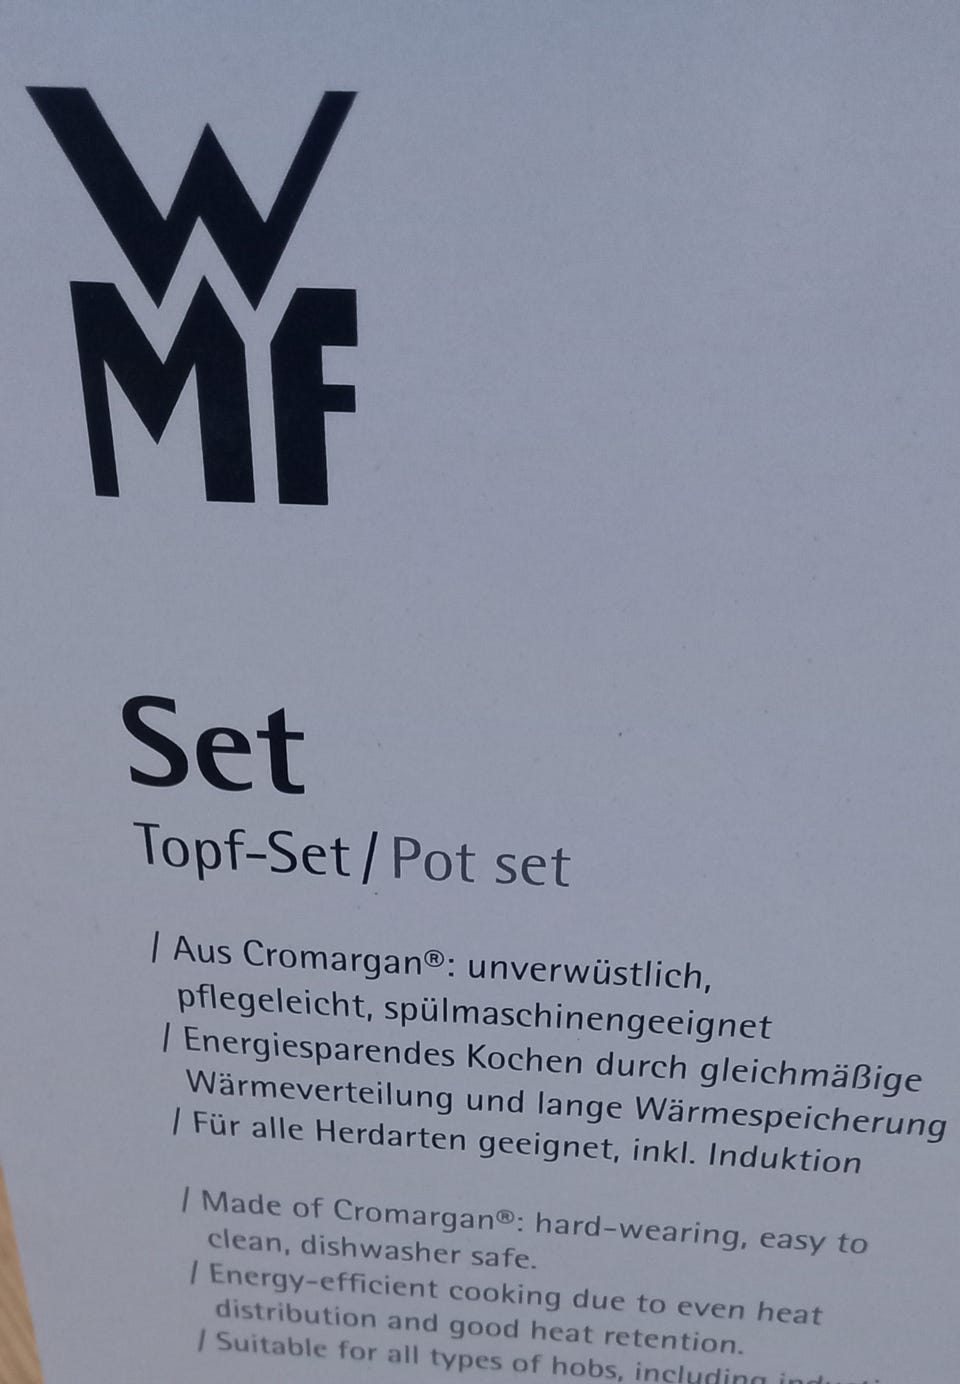 WMF
Set
Topf-Set / Pot set
/ Aus Cromargan®: unverwüstlich,
pflegeleicht, spülmaschinengeeignet
/ Energiesparendes Kochen durch gleichmäßige
Wärmeverteilung und lange Wärmespeicherung
/ Für alle Herdarten geeignet, inkl. Induktion
/ Made of Cromargan®: hard-wearing, easy to
clean, dishwasher safe.
/ Energy-efficient cooking due to even heat
distribution and good heat retention.
/ Suitable for all types of hobs, including